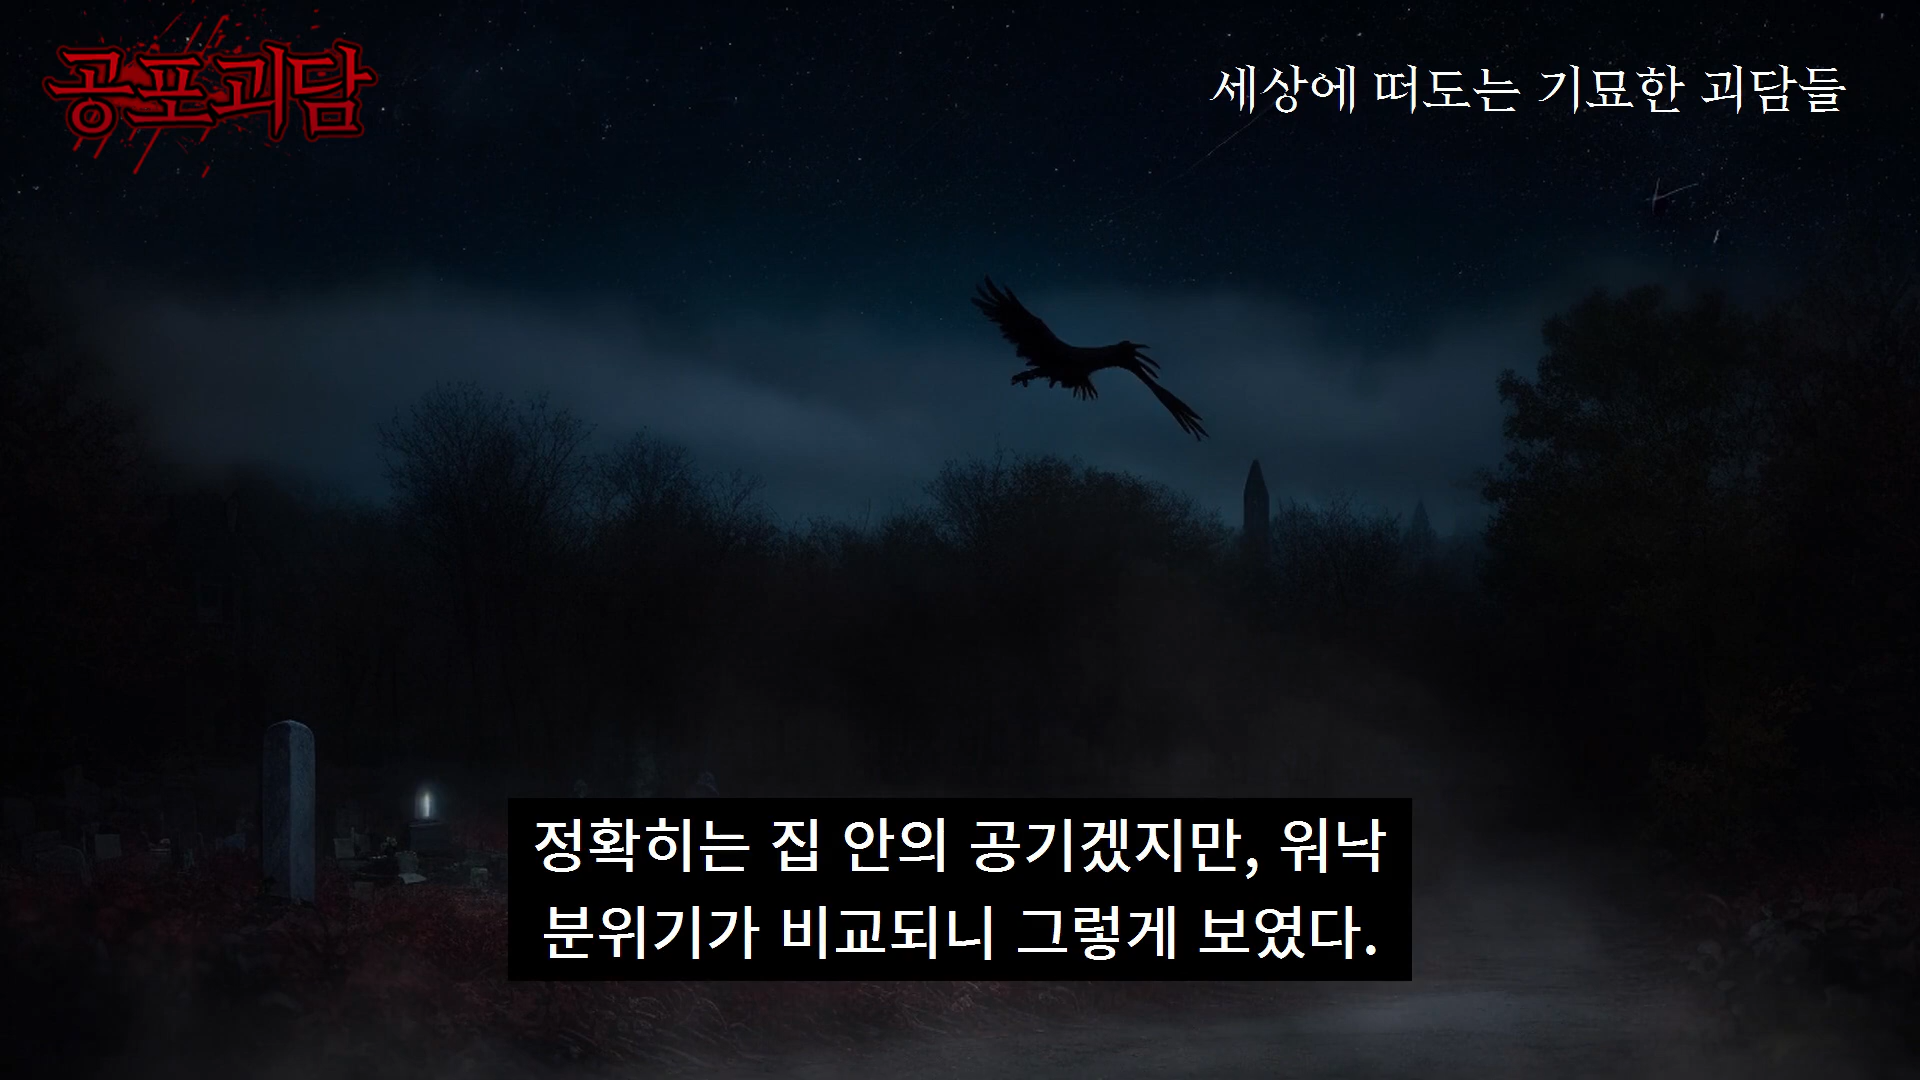 공포괴담
세상에 떠도는 기묘한 괴담들
정확히는 집 안의 공기겠지만, 워낙
분위기가 비교되니 그렇게 보였다.